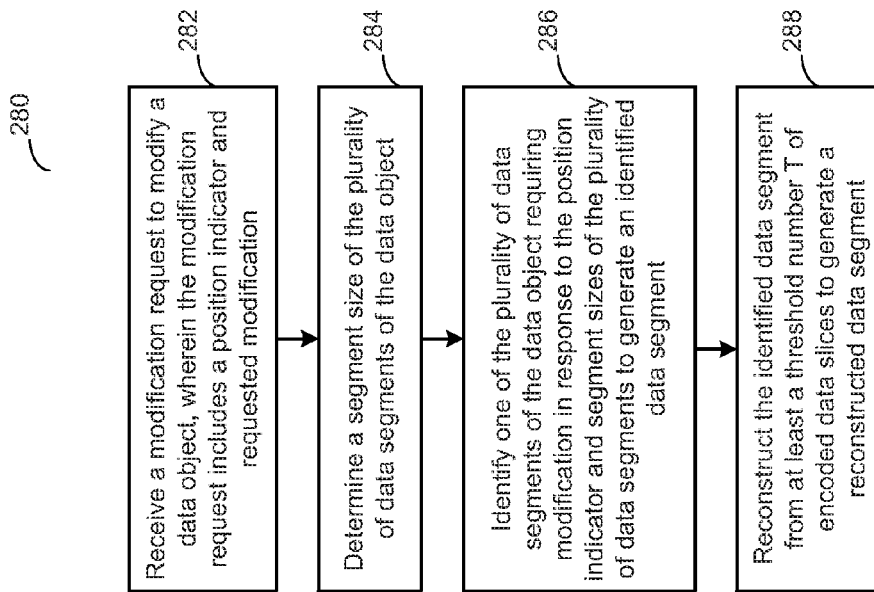 280
282
Receive a modification request to modify a
data object, wherein the modification
request includes a position indicator and
requested modification
284
Determine a segment size of the plurality
of data segments of the data object
286
Identify one of the plurality of data
segments of the data object requiring
modification in response to the position
indicator and segment sizes of the plurality
of data segments to generate an identified
data segment
288
Reconstruct the identified data segment
from at least a threshold number T of
encoded data slices to generate a
reconstructed data segment